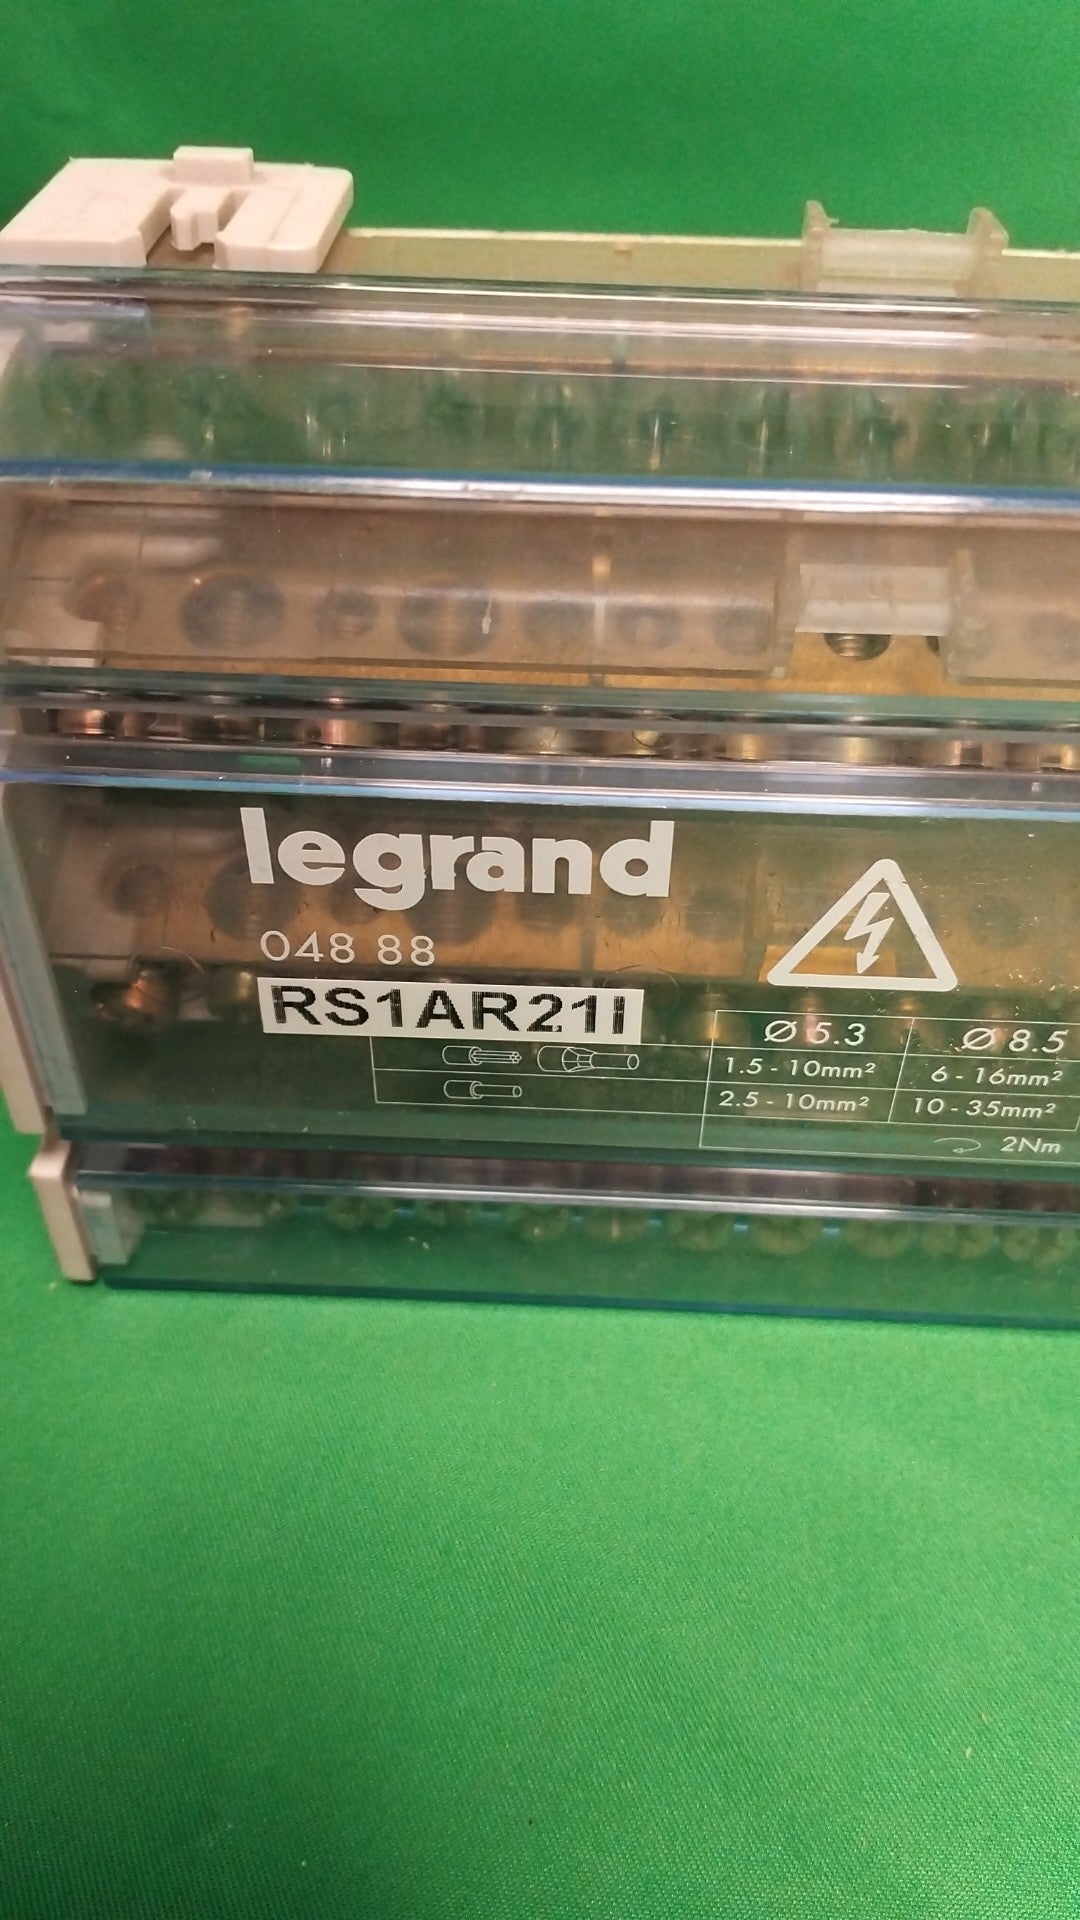 legrand
048 88
RS1AR21I
Ø 5.3 Ø 8.5
1.5 - 10mm² 6 - 16mm²
2.5 - 10mm² 10 - 35mm²
2Nm